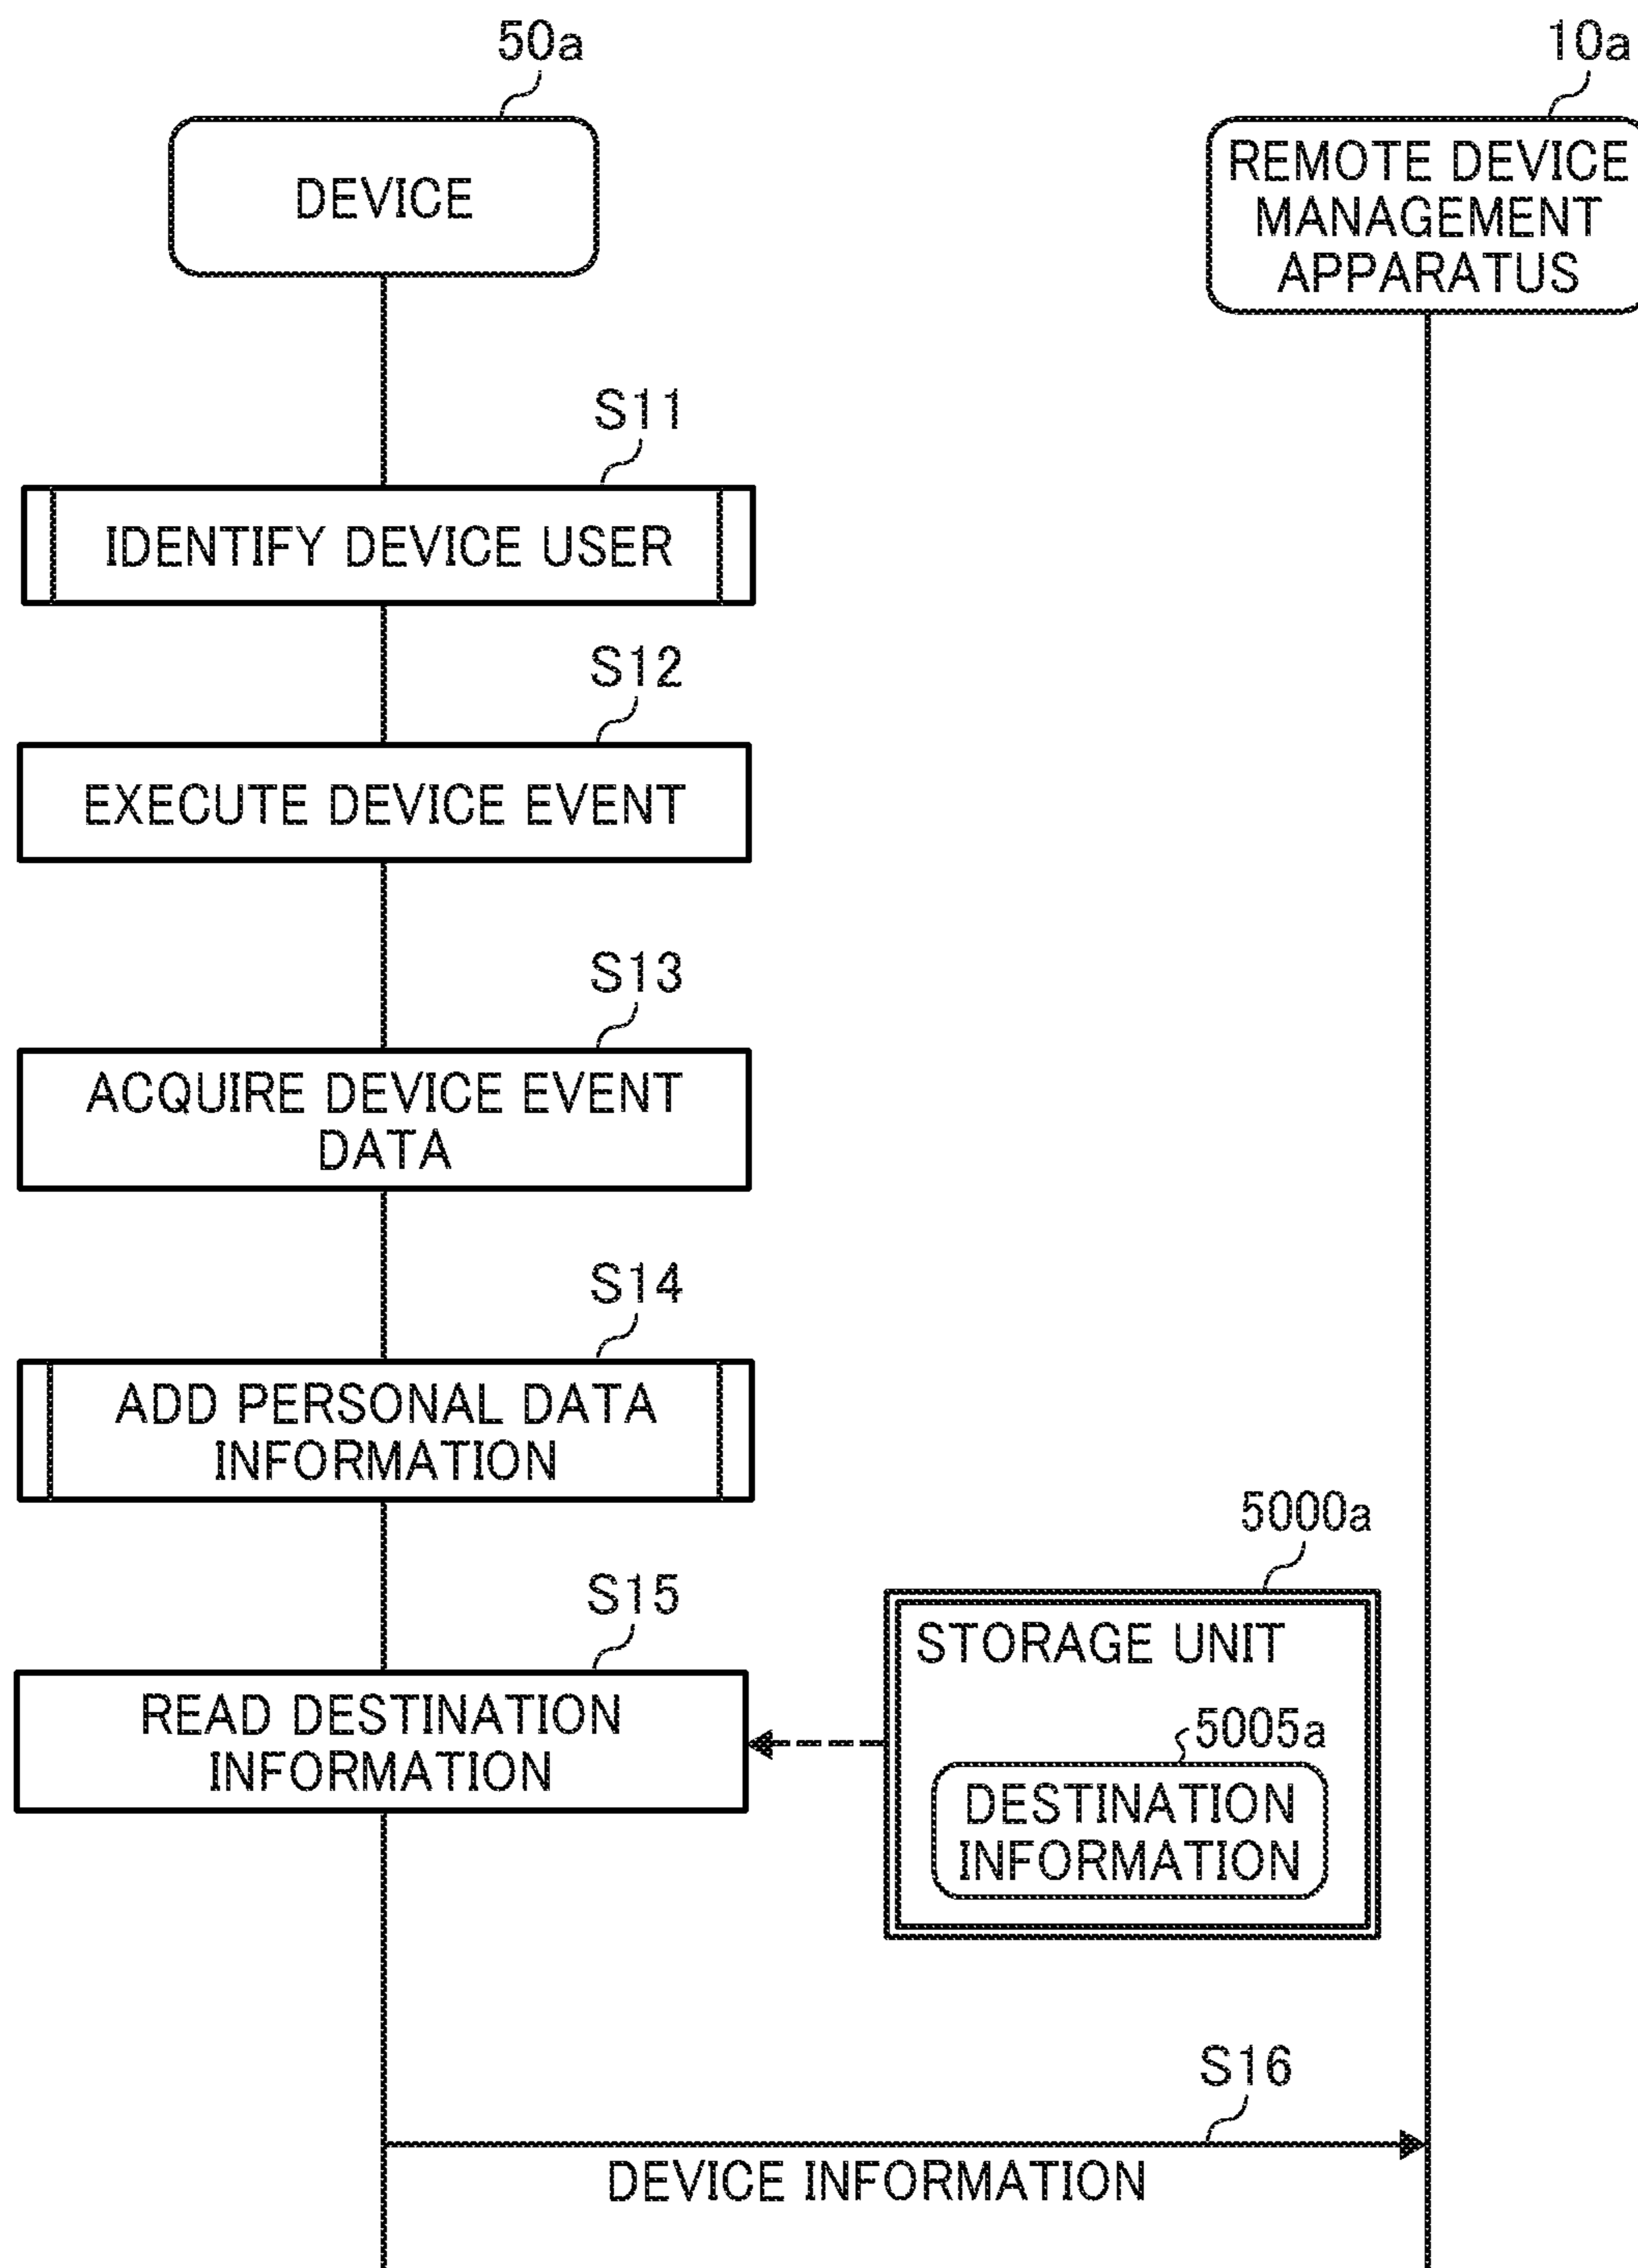 50a
10a
DEVICE
REMOTE DEVICE
MANAGEMENT
APPARATUS
S11
IDENTIFY DEVICE USER
S12
EXECUTE DEVICE EVENT
S13
ACQUIRE DEVICE EVENT
DATA
S14
ADD PERSONAL DATA
INFORMATION
5000a
S15
STORAGE UNIT
READ DESTINATION
INFORMATION
5005a
DESTINATION
INFORMATION
S16
DEVICE INFORMATION